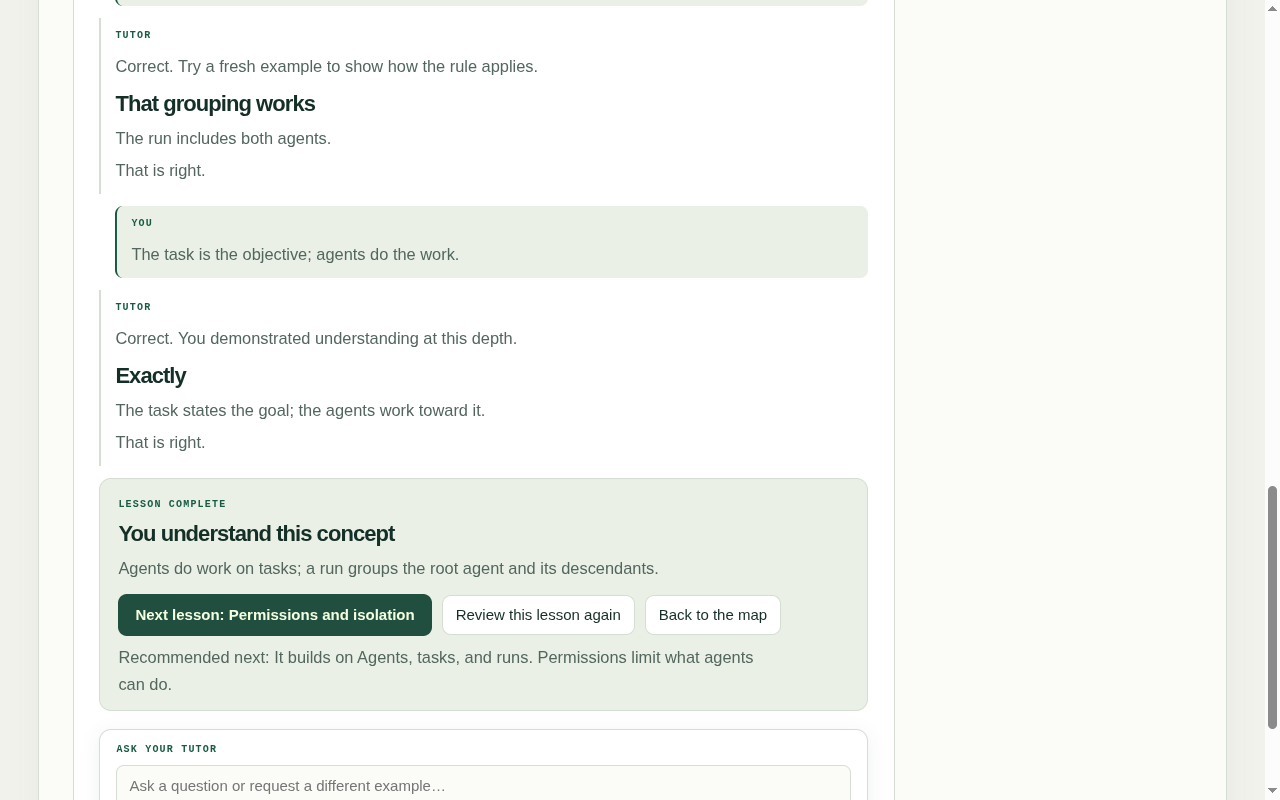 TUTOR
Correct. Try a fresh example to show how the rule applies.
That grouping works
The run includes both agents.
That is right.
YOU
The task is the objective; agents do the work.
TUTOR
Correct. You demonstrated understanding at this depth.
Exactly
The task states the goal; the agents work toward it.
That is right.
LESSON COMPLETE
You understand this concept
Agents do work on tasks; a run groups the root agent and its descendants.
Next lesson: Permissions and isolation
Review this lesson again
Back to the map
Recommended next: It builds on Agents, tasks, and runs. Permissions limit what agents
can do.
ASK YOUR TUTOR
Ask a question or request a different example…